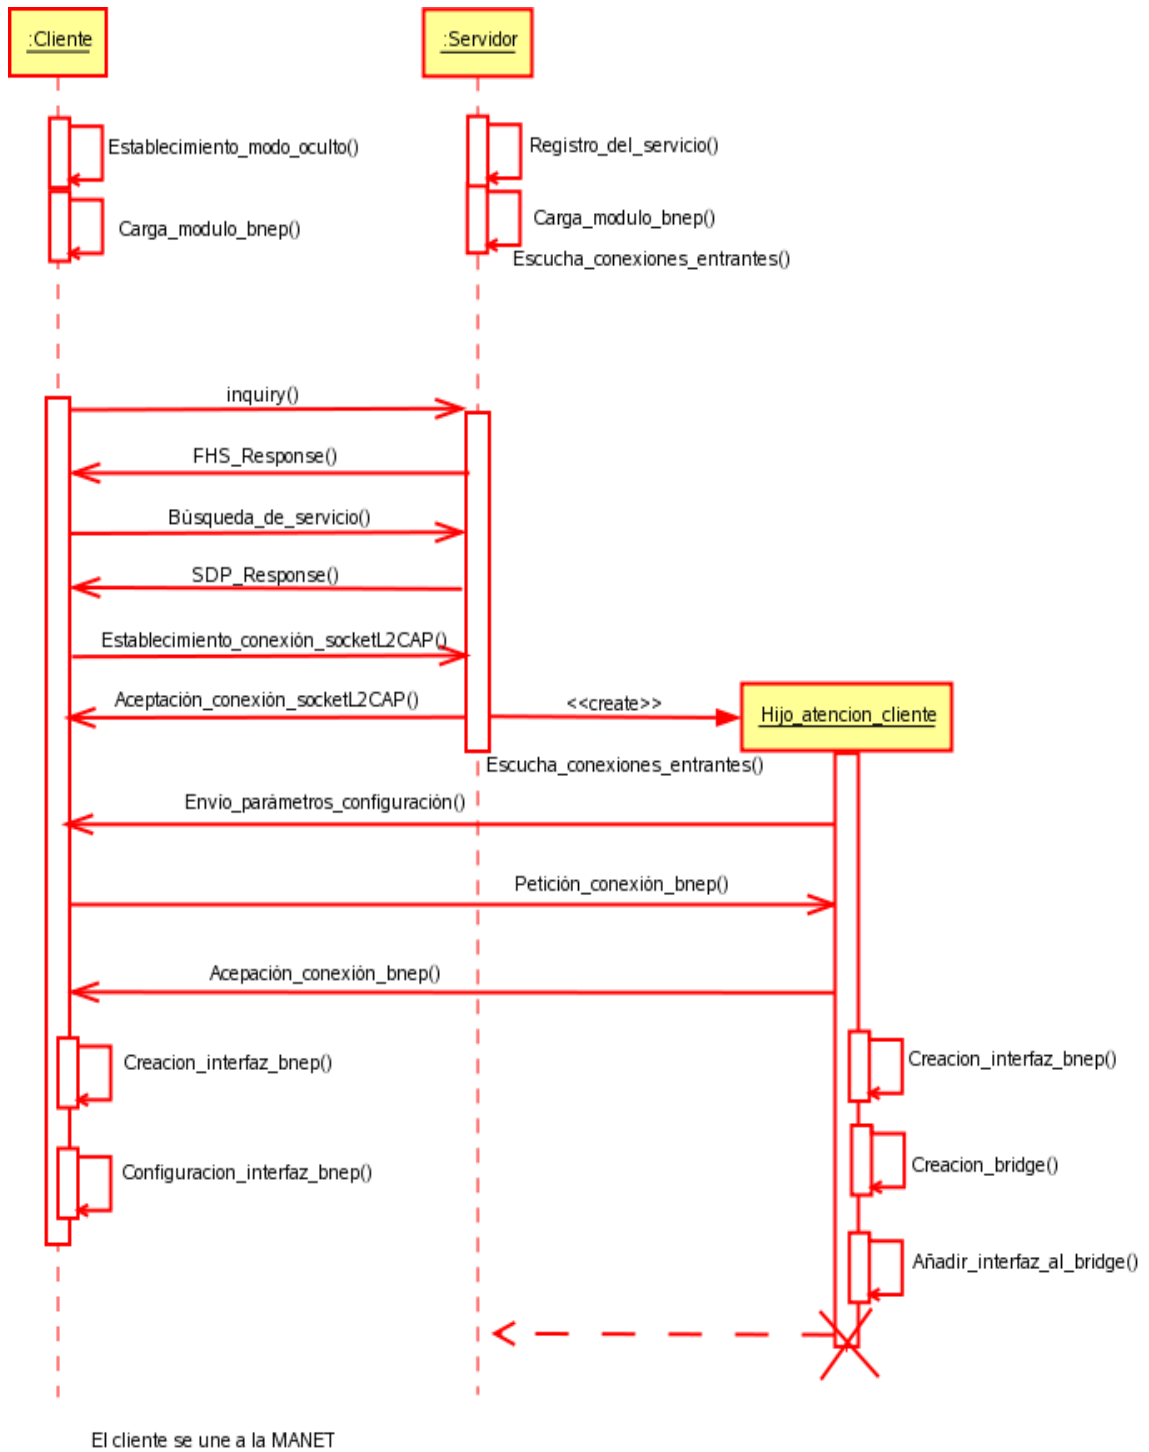 :Cliente
:Servidor
Establecimiento_modo_oculto()
Registro_del_servicio()
Carga_modulo_bnep()
Carga_modulo_bnep()
Escucha_conexiones_entrantes()
inquiry()
FHS_Response()
Búsqueda_de_servicio()
SDP_Response()
Establecimiento_conexión_socketL2CAP()
Aceptación_conexión_socketL2CAP()
<<create>>
Hijo_atencion_cliente
Escucha_conexiones_entrantes()
Envío_parámetros_configuración()
Petición_conexión_bnep()
Acepación_conexión_bnep()
Creacion_interfaz_bnep()
Creacion_interfaz_bnep()
Configuracion_interfaz_bnep()
Creacion_bridge()
Añadir_interfaz_al_bridge()
El cliente se une a la MANET